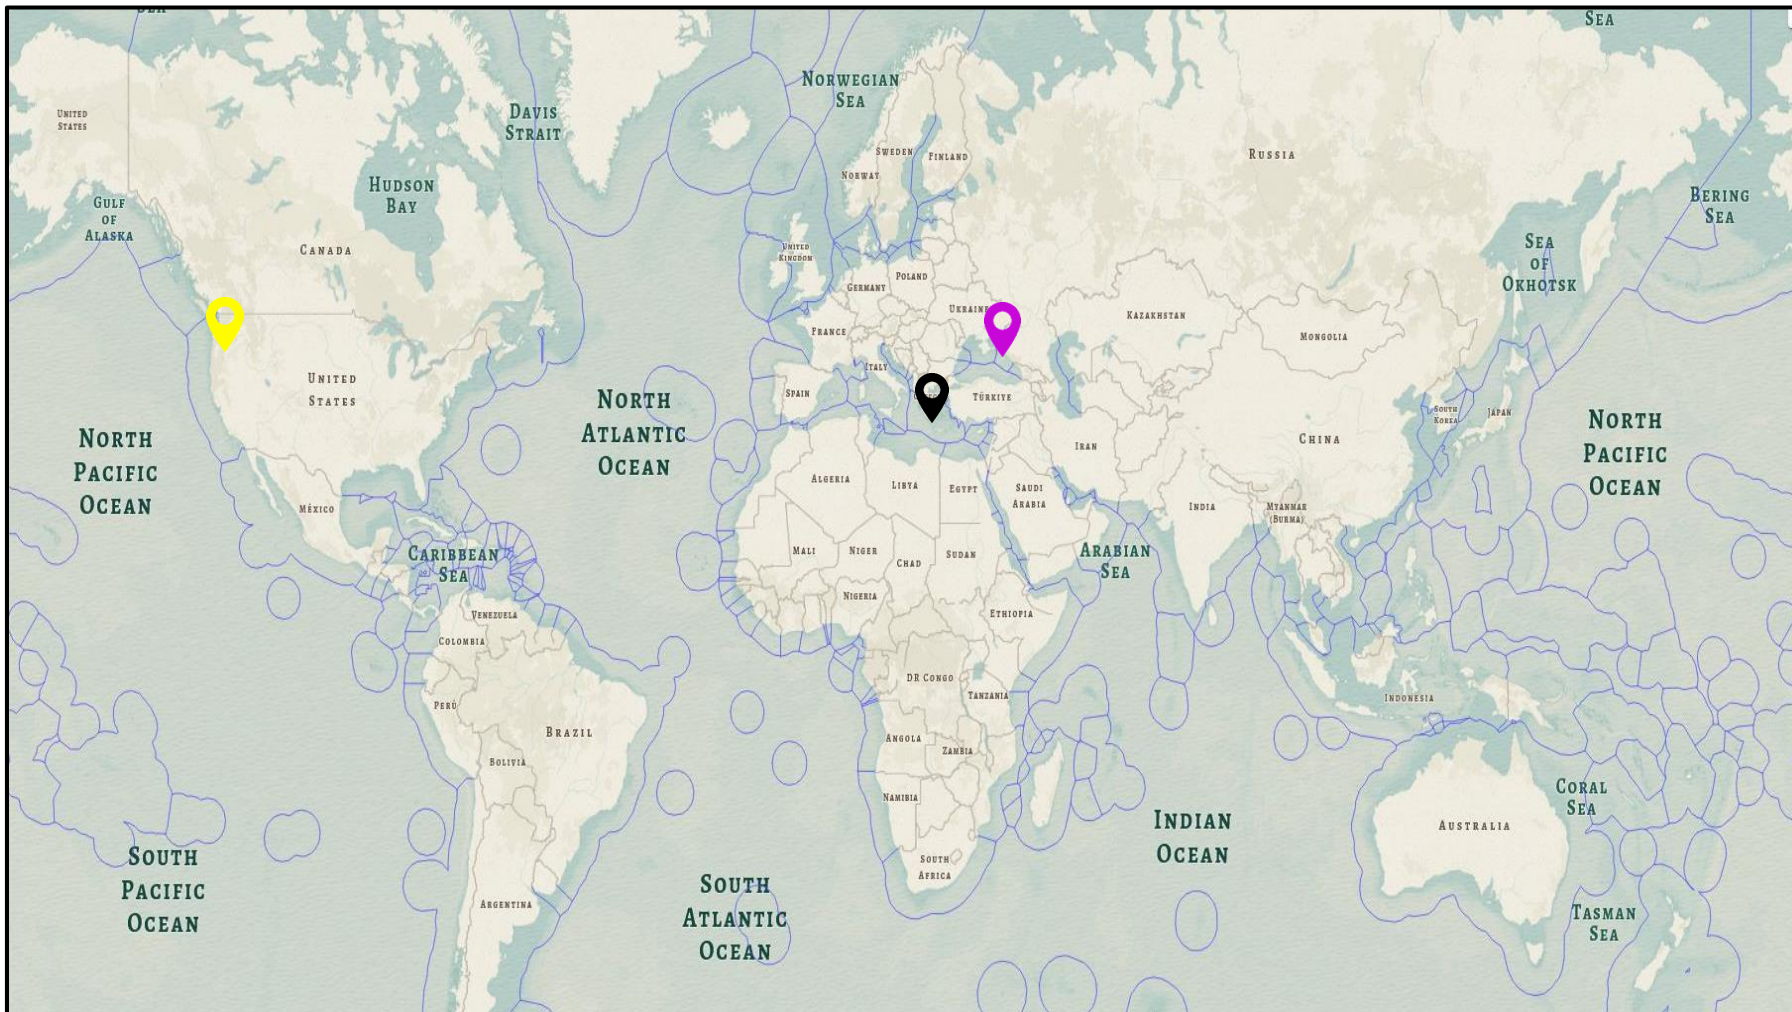 SEA
SEA
NORWEGIAN
SEA
DAVIS
STRAIT
UNITED
STATES
HUDSON
BAY
GULF
OF
ALASKA
CANADA
SWEDEN
FINLAND
NORWAY
RUSSIA
BERING
SEA
SEA
OF
OKHOTSK
UNITED
KINGDOM
POLAND
GERMANY
UKRAINE
FRANCE
KAZAKHSTAN
MONGOLIA
ITALY
SPAIN
TÜRKIYE
UNITED
STATES
NORTH
ATLANTIC
OCEAN
NORTH
PACIFIC
OCEAN
IRAN
CHINA
SOUTH
KOREA
JAPAN
NORTH
PACIFIC
OCEAN
ALGERIA
LIBYA
EGYPT
SAUDI
ARABIA
INDIA
MYANMAR
(BURMA)
MÉXICO
CARIBBEAN
SEA
MALI
NIGER
CHAD
SUDAN
ARABIAN
SEA
NIGERIA
ETHIOPIA
VENEZUELA
COLOMBIA
DR CONGO
TANZANIA
INDONESIA
PERÚ
BRAZIL
BOLIVIA
ANGOLA
ZAMBIA
NAMIBIA
CORAL
SEA
INDIAN
OCEAN
AUSTRALIA
SOUTH
PACIFIC
OCEAN
SOUTH
AFRICA
ARGENTINA
SOUTH
ATLANTIC
OCEAN
TASMAN
SEA